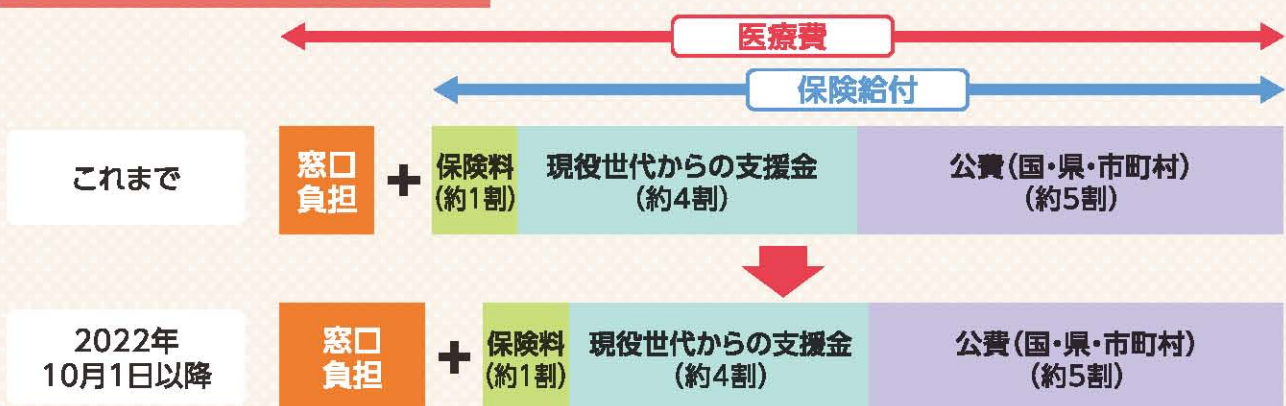 医療費
保険給付
これまで
窓口
負担
+
保険料
(約1割)
現役世代からの支援金
(約4割)
公費(国・県・市町村)
(約5割)
2022年
10月1日以降
窓口
負担
+
保険料
(約1割)
現役世代からの支援金
(約4割)
公費(国・県・市町村)
(約5割)